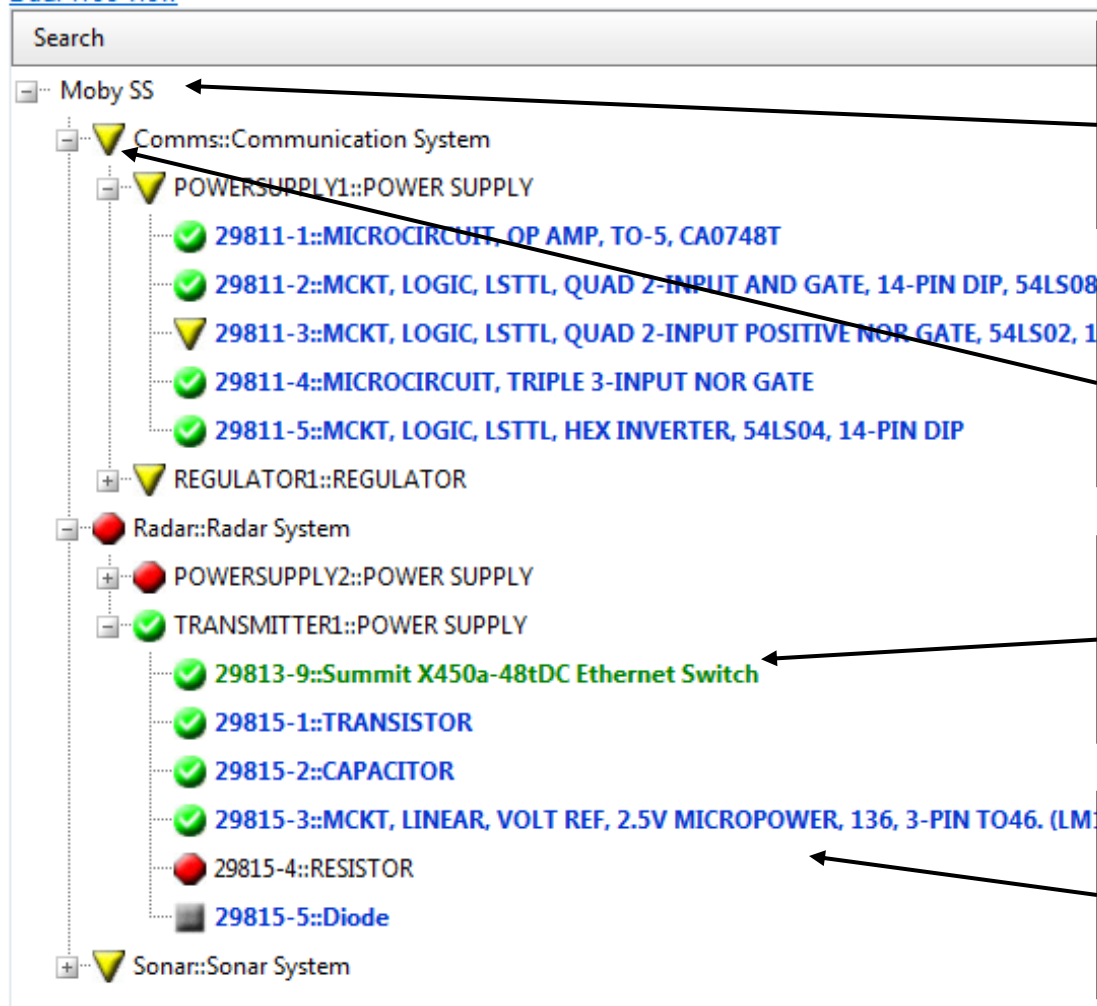 Search
Moby SS
Comms::Communication System
POWERSUPPLY1::POWER SUPPLY
29811-1::MICROCIRCUIT, OP AMP, TO-5, CA0748T
29811-2::MCKT, LOGIC, LSTTL, QUAD 2-INPUT AND GATE, 14-PIN DIP, 54LS08
29811-3::MCKT, LOGIC, LSTTL, QUAD 2-INPUT POSITIVE NOR GATE, 54LS02, 1
29811-4::MICROCIRCUIT, TRIPLE 3-INPUT NOR GATE
29811-5::MCKT, LOGIC, LSTTL, HEX INVERTER, 54LS04, 14-PIN DIP
REGULATOR1::REGULATOR
Radar::Radar System
POWERSUPPLY2::POWER SUPPLY
TRANSMITTER1::POWER SUPPLY
29813-9::Summit X450a-48tDC Ethernet Switch
29815-1::TRANSISTOR
29815-2::CAPACITOR
29815-3::MCKT, LINEAR, VOLT REF, 2.5V MICROPOWER, 136, 3-PIN TO46. (LM1
29815-4::RESISTOR
29815-5::Diode
Sonar::Sonar System